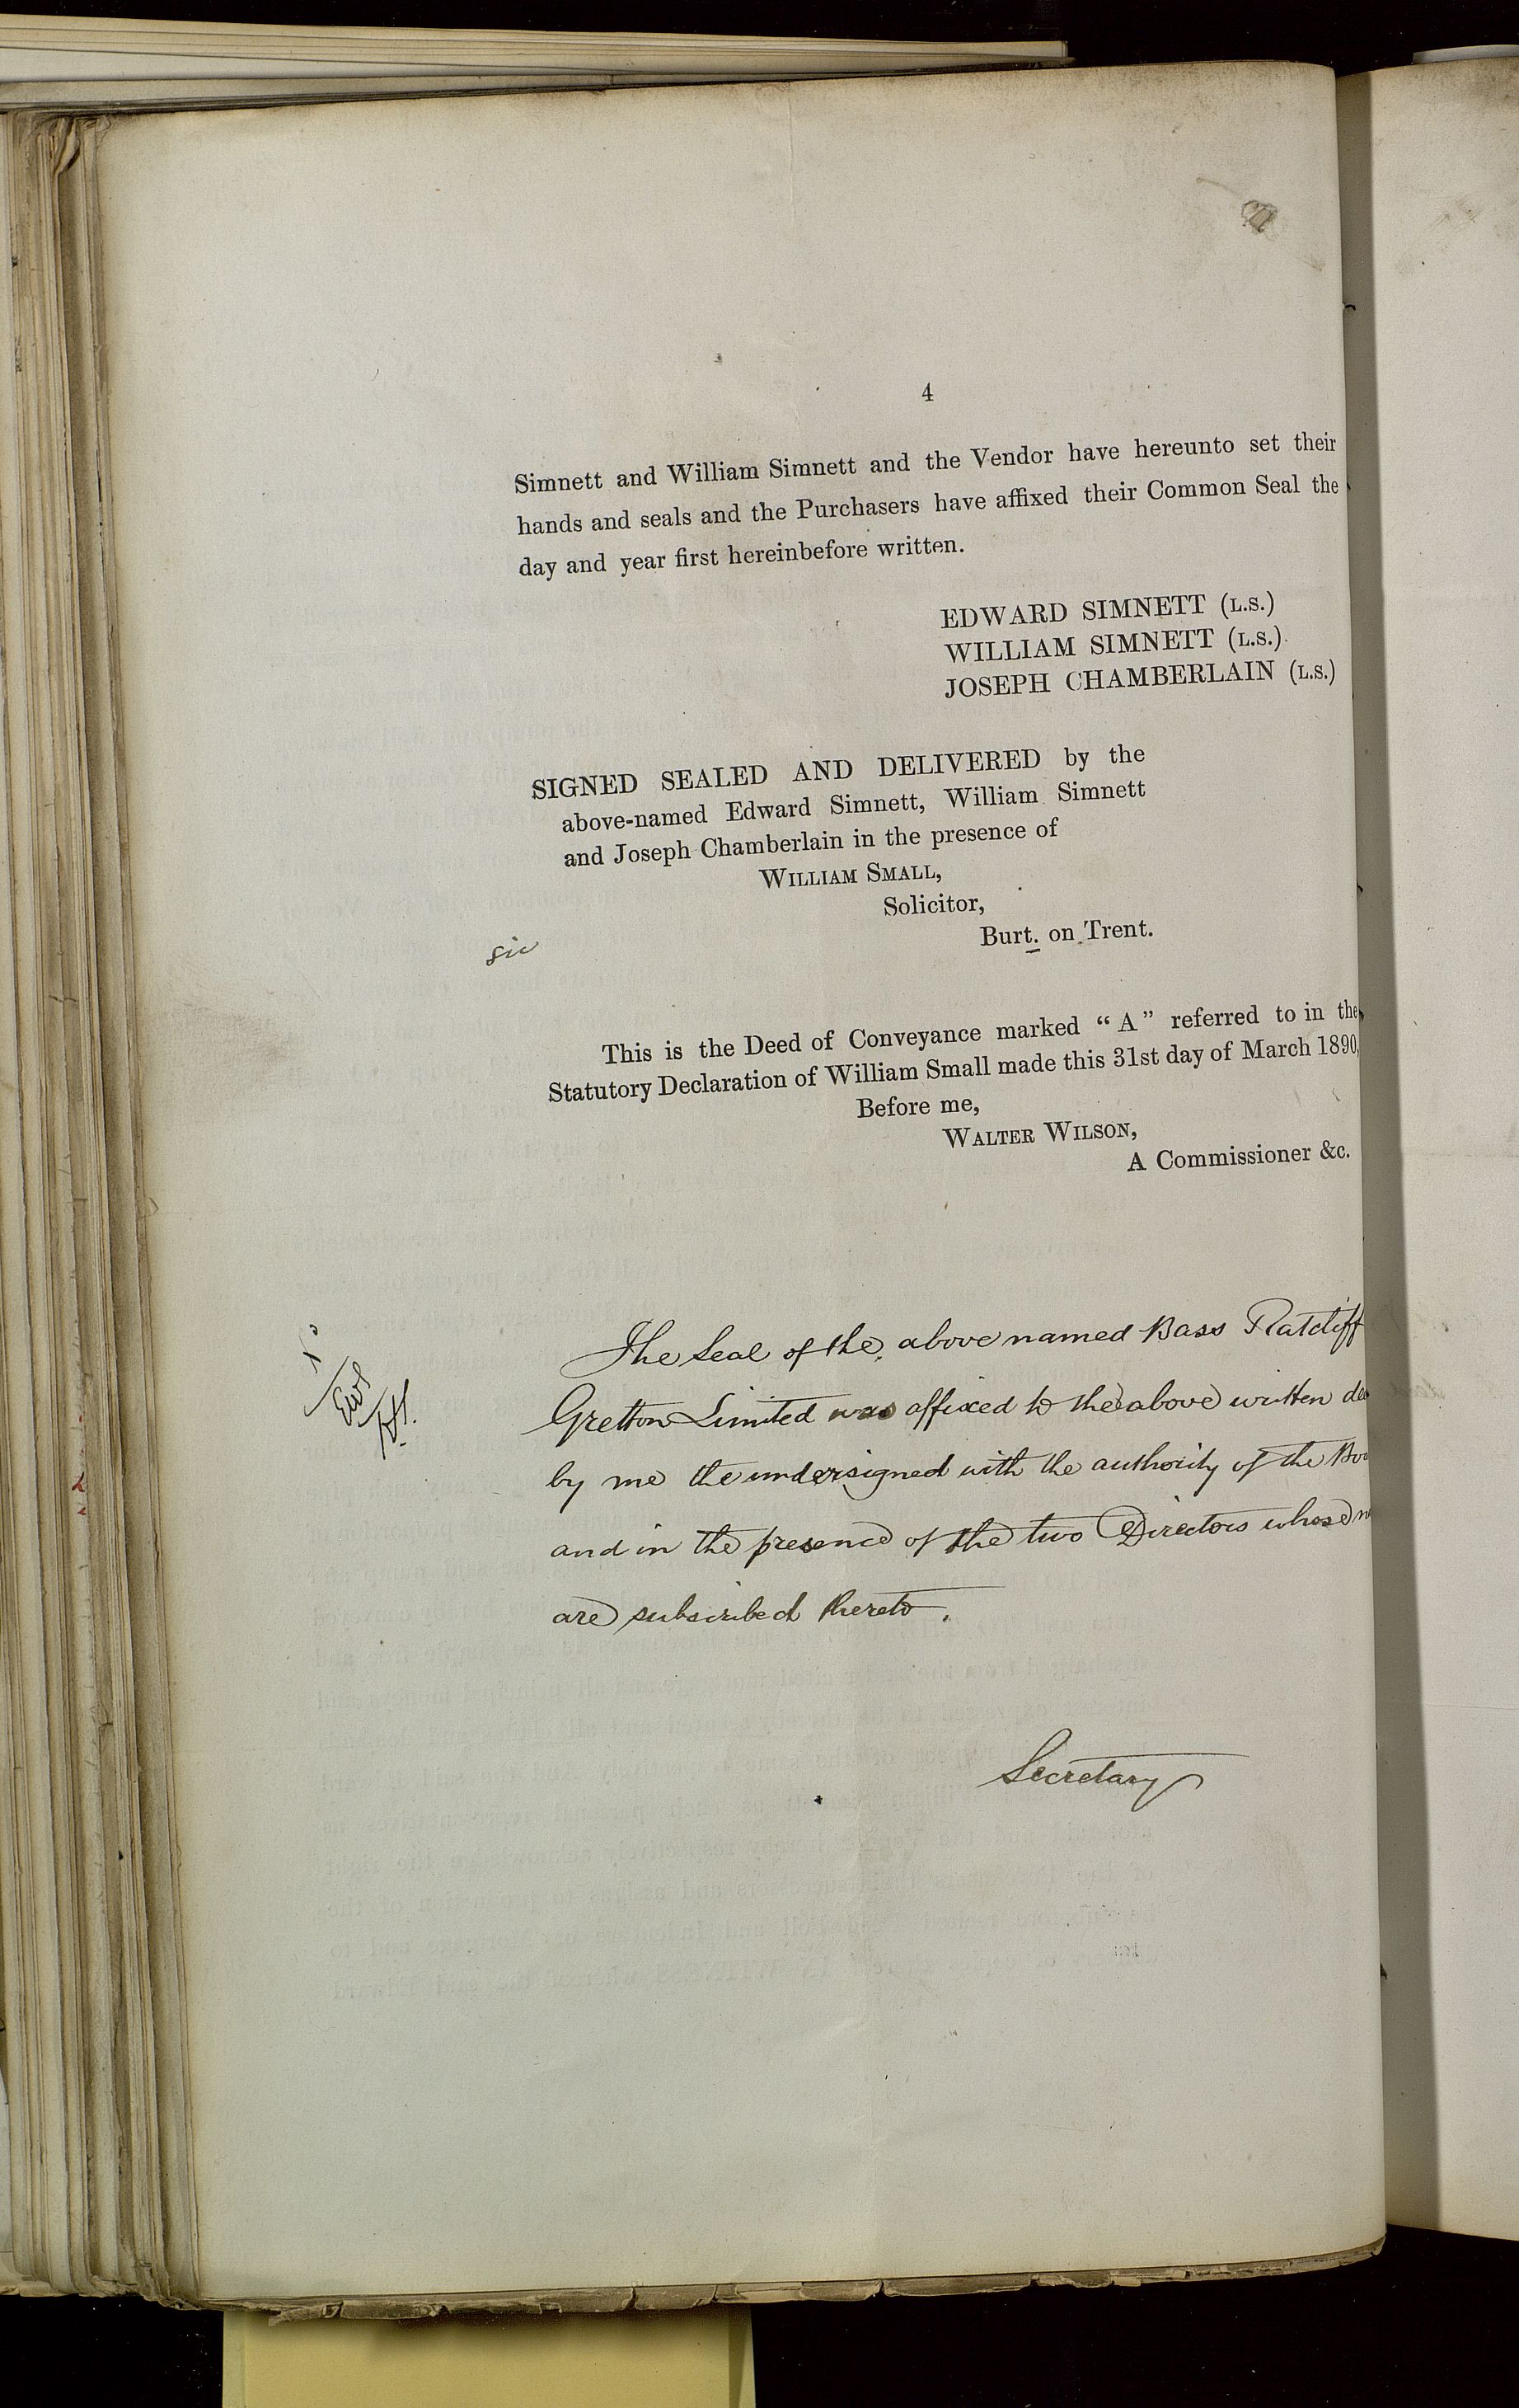 4
Simnett and William Simnett and the Vendor have hereunto set their
hands and seals and the Purchasers have affixed their Common Seal the
day and year first hereinbefore written.
EDWARD SIMNETT (L.S.)
WILLIAM SIMNETT (L.S.)
JOSEPH CHAMBERLAIN (L.S.)
SIGNED SEALED AND DELIVERED by the
above-named Edward Simnett, William Simnett
and Joseph Chamberlain in the presence of
WILLIAM SMALL,
Solicitor,
Burt. on Trent.
sic
This is the Deed of Conveyance marked “A” referred to in the
Statutory Declaration of William Small made this 31st day of March 1890,
Before me,
WALTER WILSON,
A Commissioner &c.
The Seal of the above named Bass Ratcliff
Gretton Limited was affixed to the above written
by me the undersigned with the authority of the
and in the presence of the two Directors whose
are subscribed thereto.
Secretary